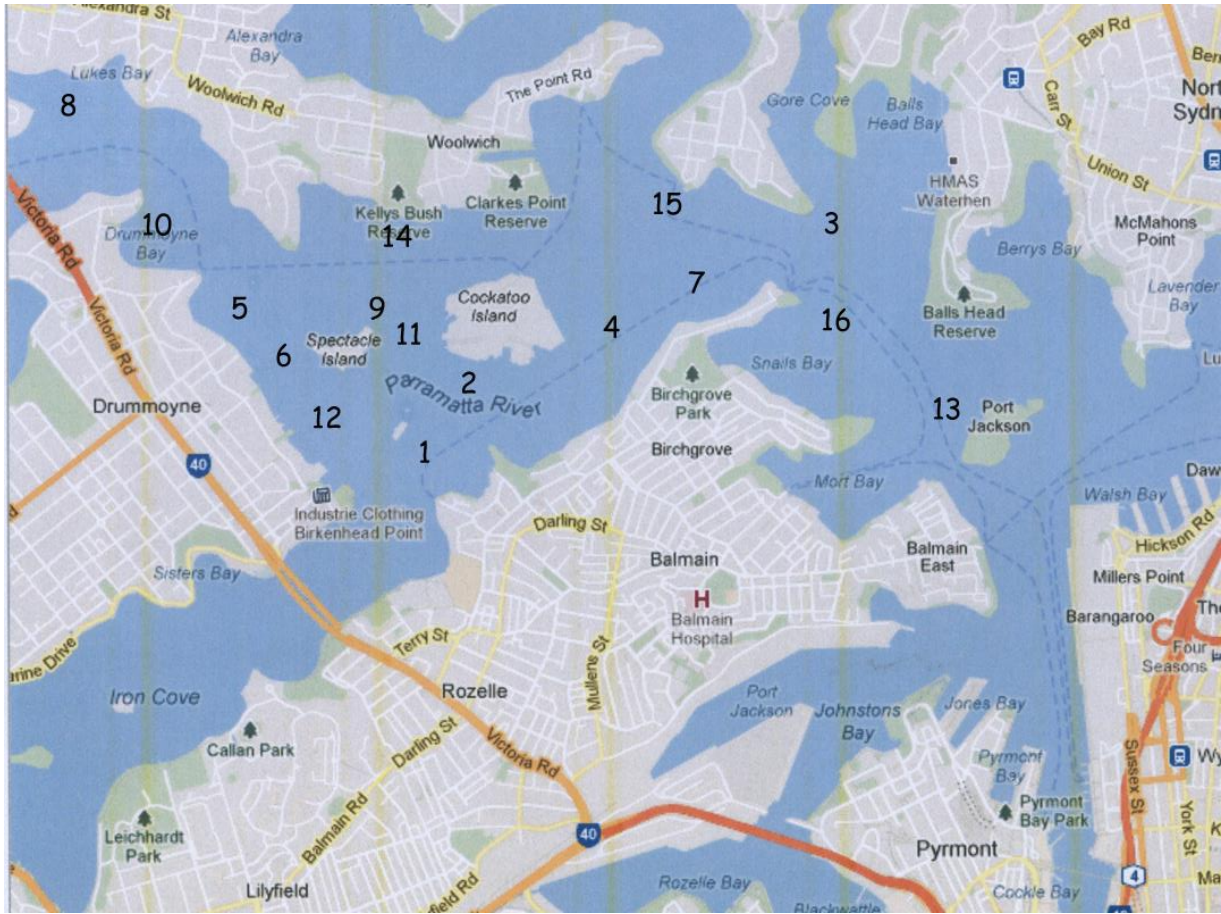 Alexandra St
Alexandra
Bay
Lukes Bay
8
Woolwich Rd
The Point Rd
Woolwich
Gore Cove
Balls
Head Bay
Bay Rd
Carr St
Union St
HMAS
Waterhen
McMahons
Point
Berrys Bay
Lavender
Bay
Victoria Rd
10
Drummoyne
Bay
Kellys Bush
Reserve
14
Clarkes Point
Reserve
15
3
7
5
9
Cockatoo
Island
11
4
16
Balls Head
Reserve
6
Spectacle
Island
Snails Bay
Victoria Rd
Parramatta River
2
Birchgrove
Park
Drummoyne
12
13
Port
Jackson
1
Birchgrove
40
Mort Bay
Walsh Bay
Industrie Clothing
Birkenhead Point
Darling St
Hickson Rd
Balmain
Balmain
East
Sisters Bay
Millers Point
H
Balmain
Hospital
Barangaroo
Four
Seasons
Terry St
Mullens St
Iron Cove
Rozelle
Port
Jackson
Johnstons
Bay
Jones Bay
Callan Park
Darling St
Victoria Rd
Pyrmont
Bay
Sussex St
Balmain Rd
Leichhardt
Park
40
Pyrmont
Bay Park
York St
Pyrmont
4
Lilyfield
Rozelle Bay
Cockle Bay
Blackwattle